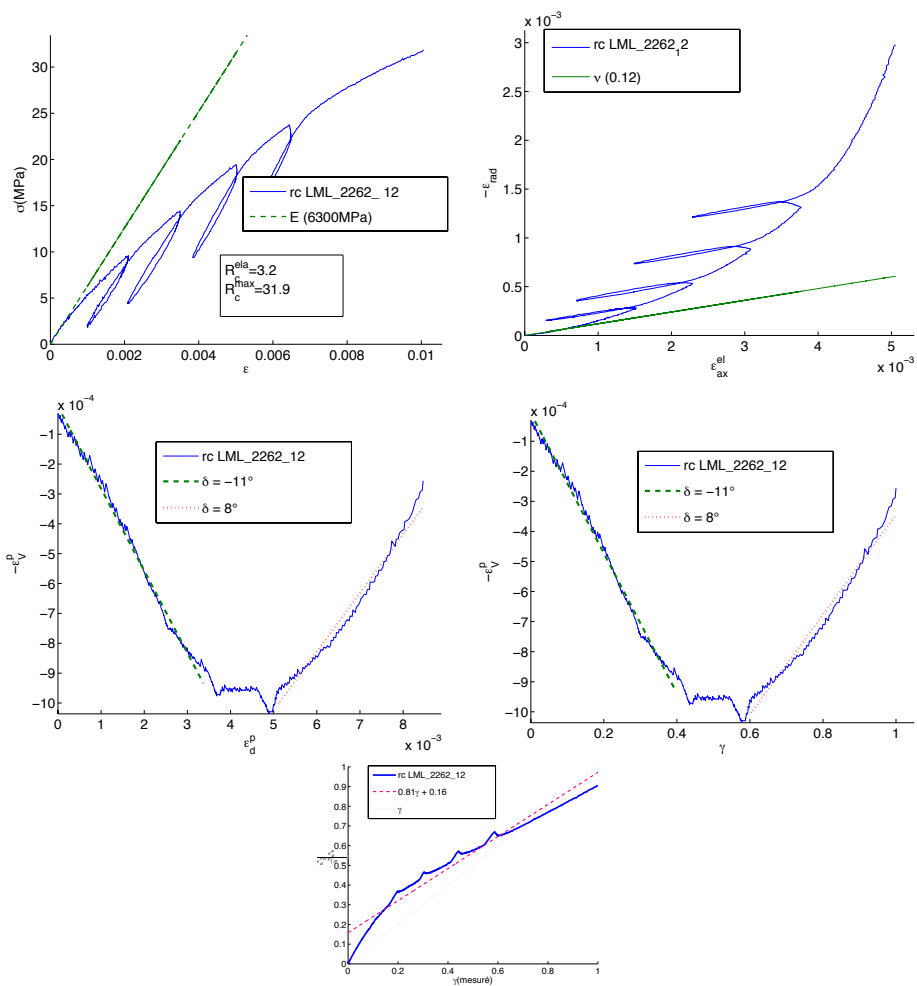 σ(MPa)
30
25
20
15
10
5
0
0
0.002
0.004
0.006
0.008
0.01
ε
rc LML_2262_ 12
E (6300MPa)
R_c^ela=3.2
R_c^max=31.9
x 10^−3
−ε_rad
3
2.5
2
1.5
1
0.5
0
0
1
2
3
4
5
x 10^−3
ε_ax^el
rc LML_2262_12
ν (0.12)
x 10^−4
−ε_V^p
−1
−2
−3
−4
−5
−6
−7
−8
−9
−10
0
1
2
3
4
5
6
7
8
x 10^−3
ε_d^p
rc LML_2262_12
δ = −11°
δ = 8°
x 10^−4
−ε_V^p
−1
−2
−3
−4
−5
−6
−7
−8
−9
−10
0
0.2
0.4
0.6
0.8
1
γ
rc LML_2262_12
δ = −11°
δ = 8°
1
0.9
0.8
0.7
0.6
0.5
0.4
0.3
0.2
0.1
0
0
0.2
0.4
0.6
0.8
1
γ(mesuré)
rc LML_2262_12
0.81γ + 0.16
γ